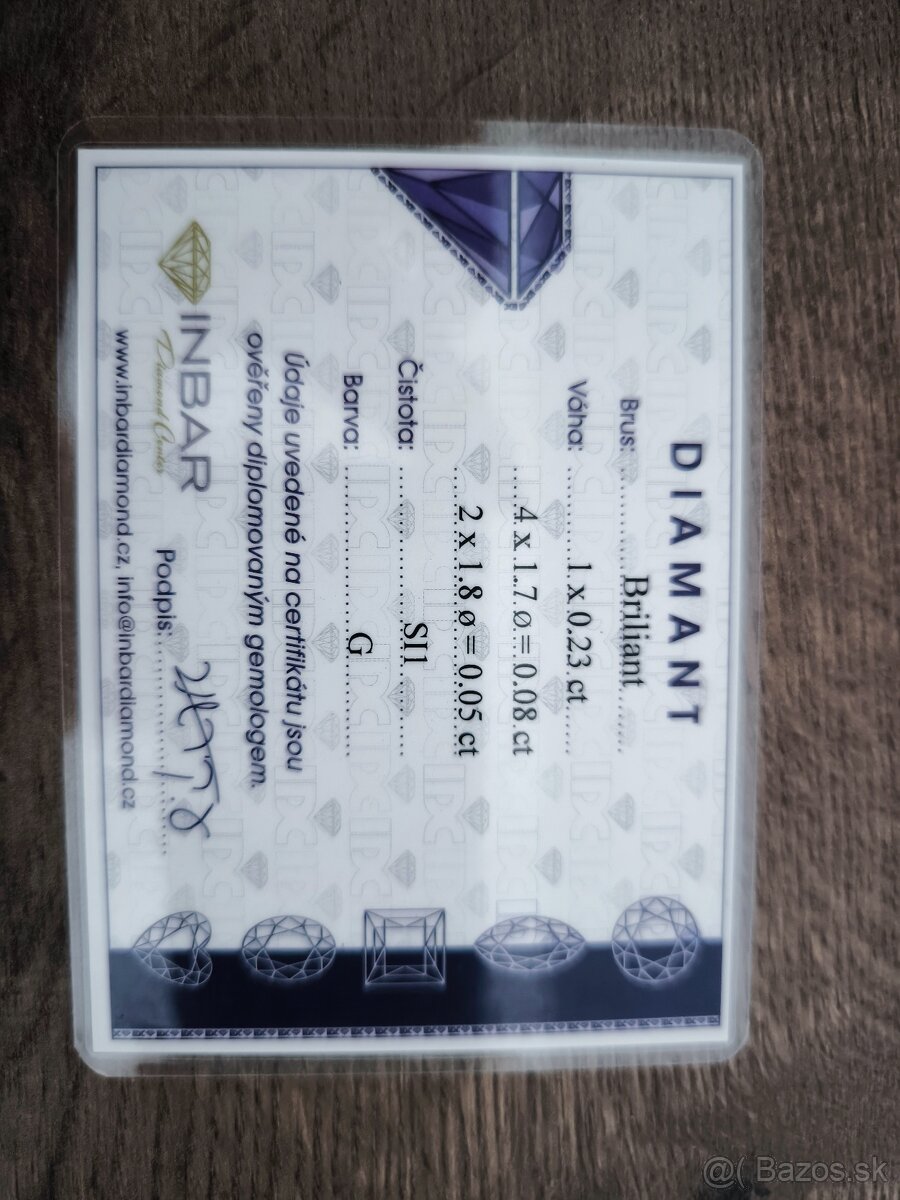 DIAMANT
Brus: Briliant
Váha: 1 x 0.23 ct
4 x 1.7 ø = 0.08 ct
2 x 1.8 ø = 0.05 ct
Čistota: SI1
Barva: G
Údaje uvedené na certifikátu jsou
ověřeny diplomovaným gemologem.
INBAR
Diamond Center
Podpis:
www.inbardiamond.cz, info@inbardiamond.cz
@( Bazos.sk